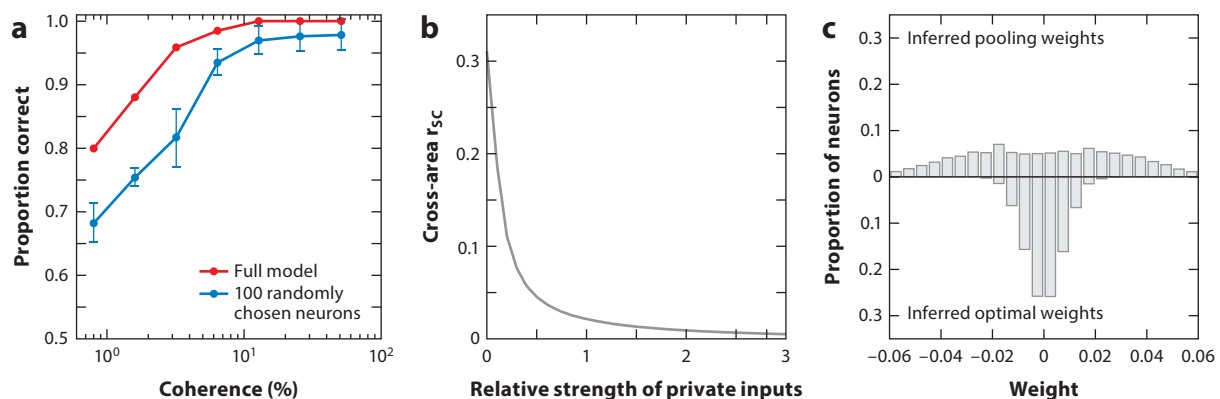 a
Proportion correct
1.0
0.9
0.8
0.7
0.6
0.5
Full model
100 randomly
chosen neurons
10⁰
10¹
10²
Coherence (%)
b
Cross-area rSC
0.3
0.2
0.1
0
0
1
2
3
Relative strength of private inputs
c
Proportion of neurons
0.3
0.2
0.1
0
0.1
0.2
0.3
Inferred pooling weights
Inferred optimal weights
−0.06
−0.04
−0.02
0
0.02
0.04
0.06
Weight